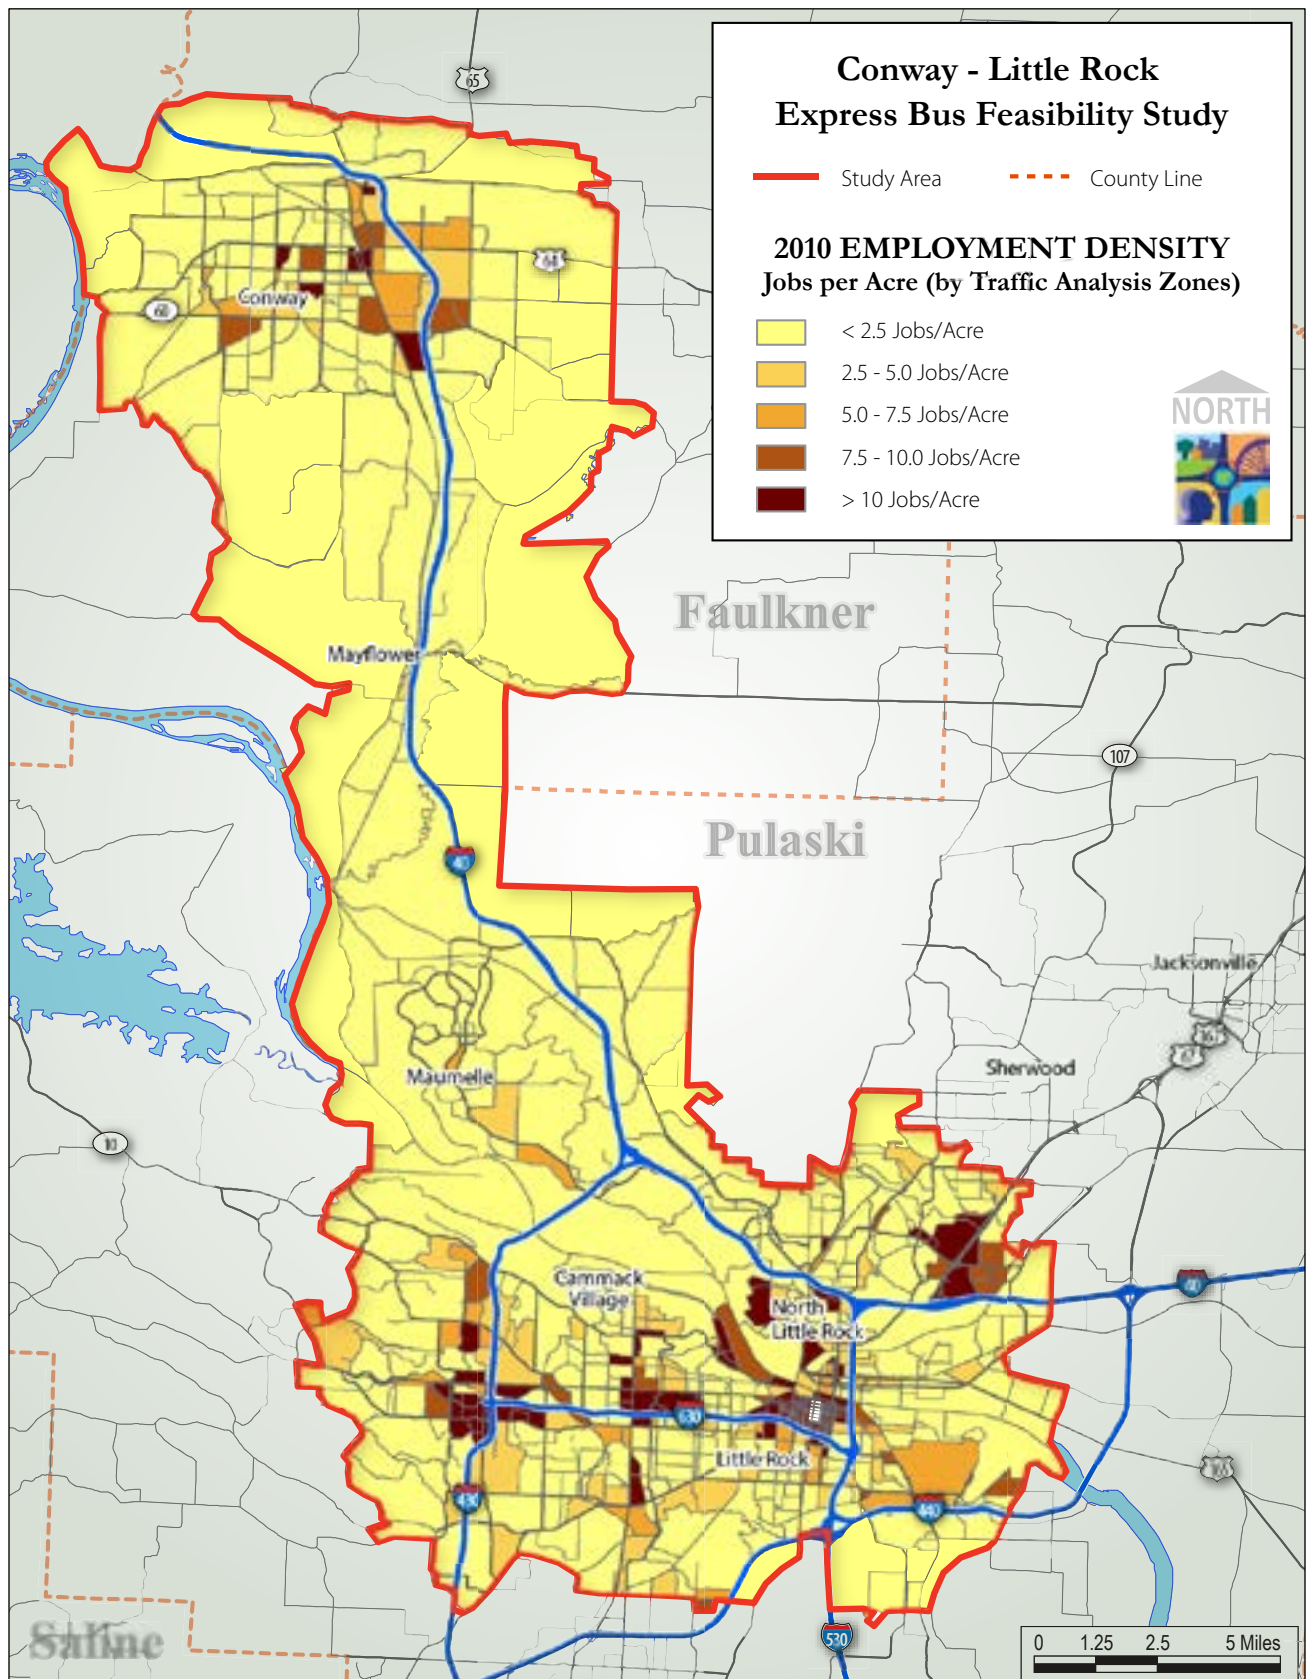 Conway - Little Rock
Express Bus Feasibility Study
Study Area
County Line
2010 EMPLOYMENT DENSITY
Jobs per Acre (by Traffic Analysis Zones)
< 2.5 Jobs/Acre
2.5 - 5.0 Jobs/Acre
5.0 - 7.5 Jobs/Acre
7.5 - 10.0 Jobs/Acre
> 10 Jobs/Acre
NORTH
65
64
60
Conway
Faulkner
Mayflower
107
Pulaski
40
Jacksonville
67
Sherwood
Maumelle
10
40
Cammack
Village
North
Little Rock
630
Little Rock
430
440
530
Saline
0 1.25 2.5 5 Miles